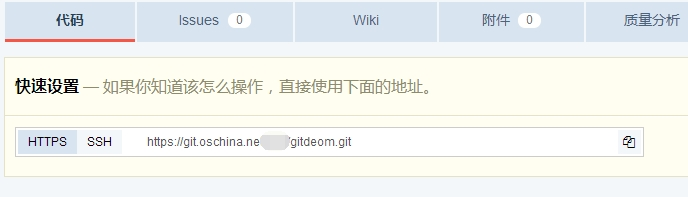 代码 Issues 0 Wiki 附件 0 质量分析
快速设置 — 如果你知道该怎么操作，直接使用下面的地址。
HTTPS SSH https://git.oschina.ne /gitdeom.git